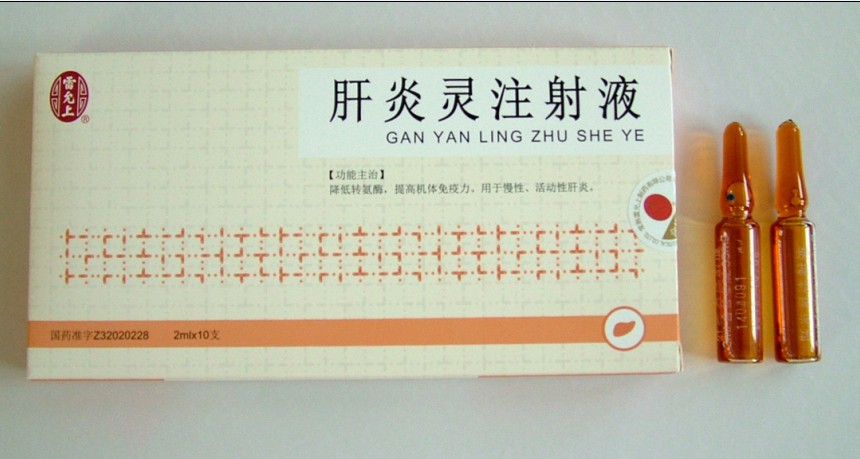 雷允上
®
肝炎灵注射液
GAN YAN LING ZHU SHE YE
【功能主治】
降低转氨酶，提高机体免疫力。用于慢性、活动性肝炎。
国药准字Z32020228 2mlx10支